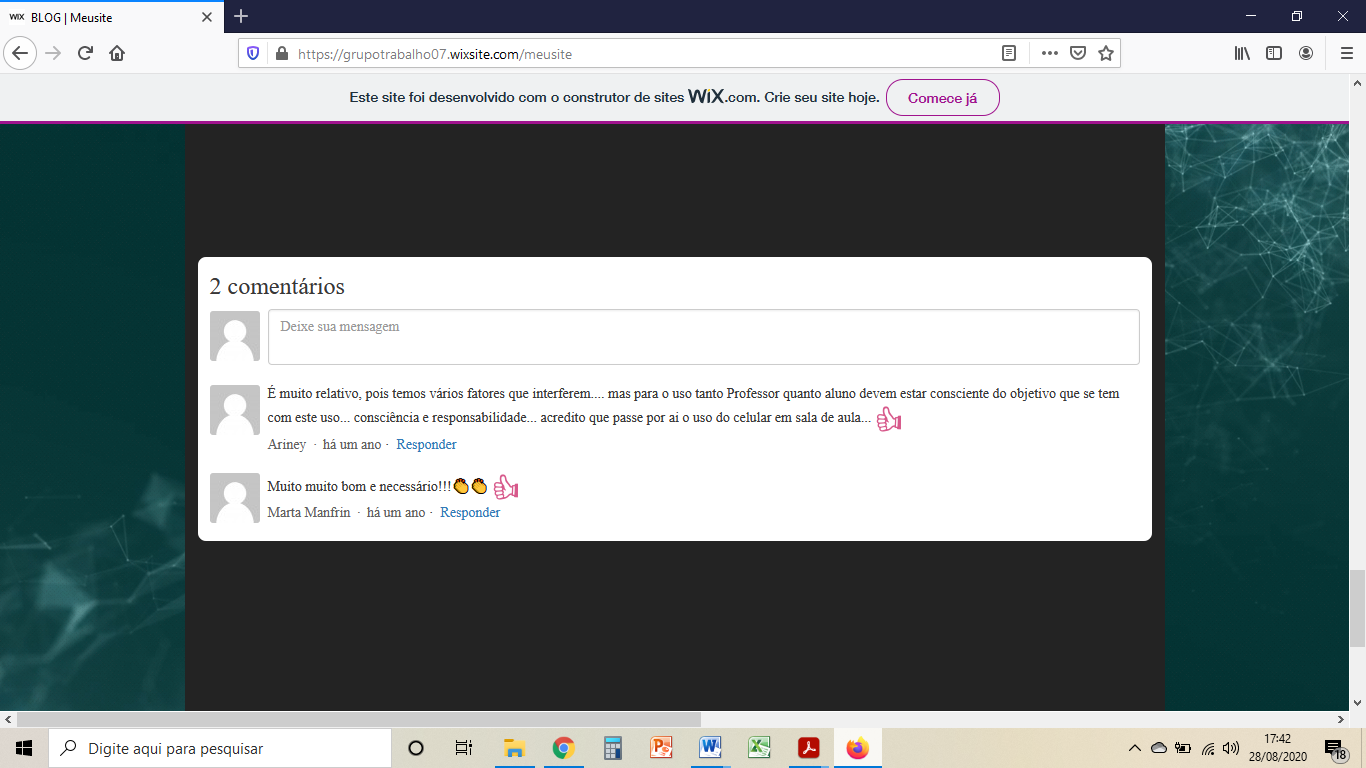 WIX BLOG | Meusite
https://grupotrabalho07.wixsite.com/meusite
Este site foi desenvolvido com o construtor de sites WiX.com. Crie seu site hoje. Comece já
2 comentários
Deixe sua mensagem
É muito relativo, pois temos vários fatores que interferem.... mas para o uso tanto Professor quanto aluno devem estar consciente do objetivo que se tem
com este uso... consciência e responsabilidade... acredito que passe por ai o uso do celular em sala de aula...
Ariney · há um ano · Responder
Muito muito bom e necessário!!!👏👏
Marta Manfrin · há um ano · Responder
Digite aqui para pesquisar
17:42
28/08/2020
18